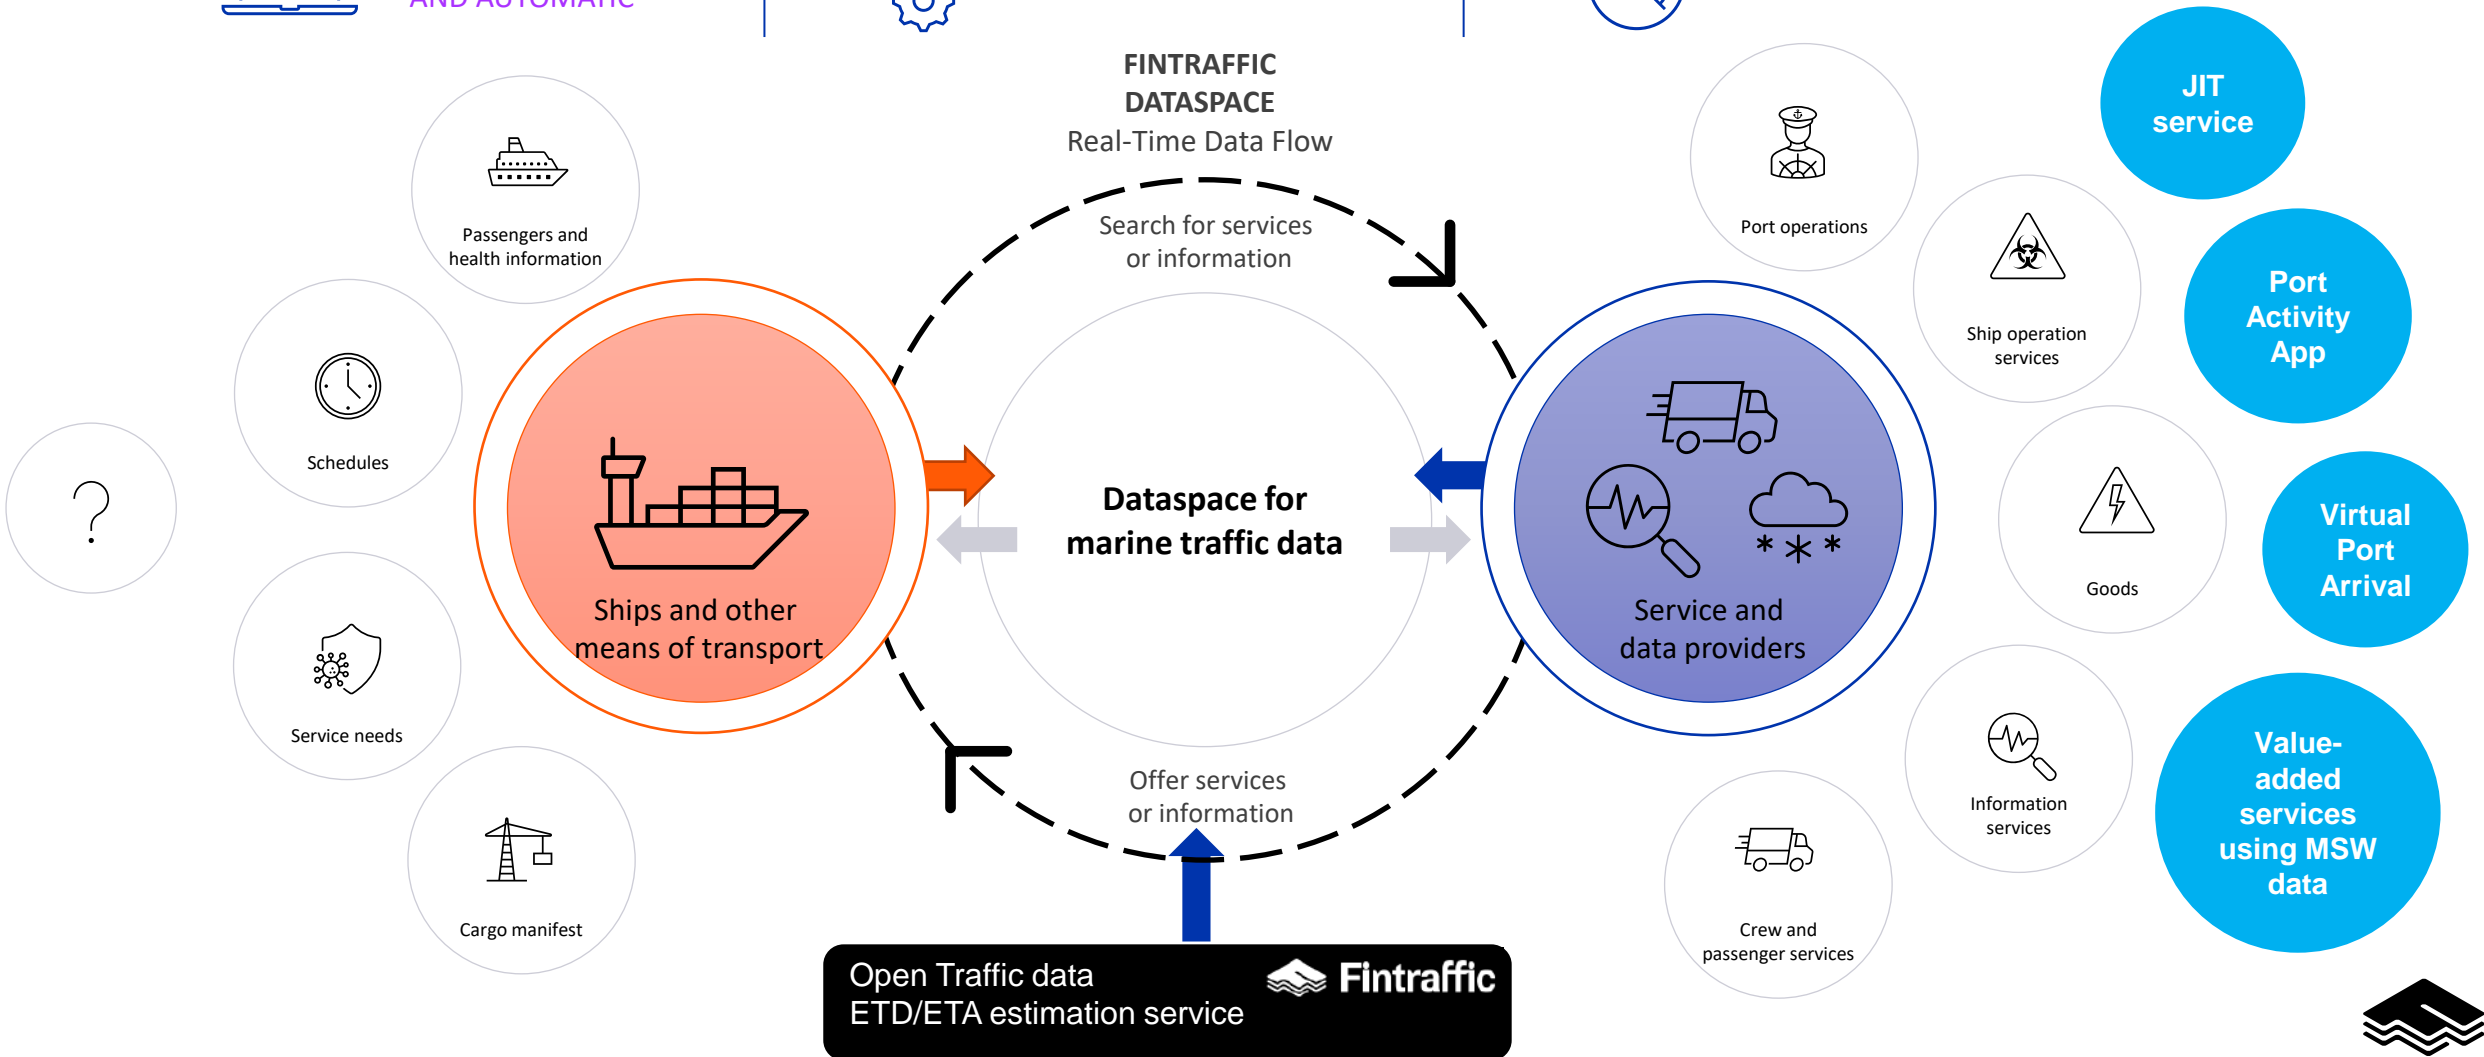 AND AUTOMATIC
FINTRAFFIC
DATASPACE
Real-Time Data Flow
Search for services
or information
Passengers and
health information
Schedules
?
Service needs
Cargo manifest
Ships and other
means of transport
Dataspace for
marine traffic data
Service and
data providers
Offer services
or information
Port operations
Ship operation
services
Goods
Information
services
Crew and
passenger services
JIT
service
Port
Activity
App
Virtual
Port
Arrival
Value-
added
services
using MSW
data
Open Traffic data
ETD/ETA estimation service
Fintraffic